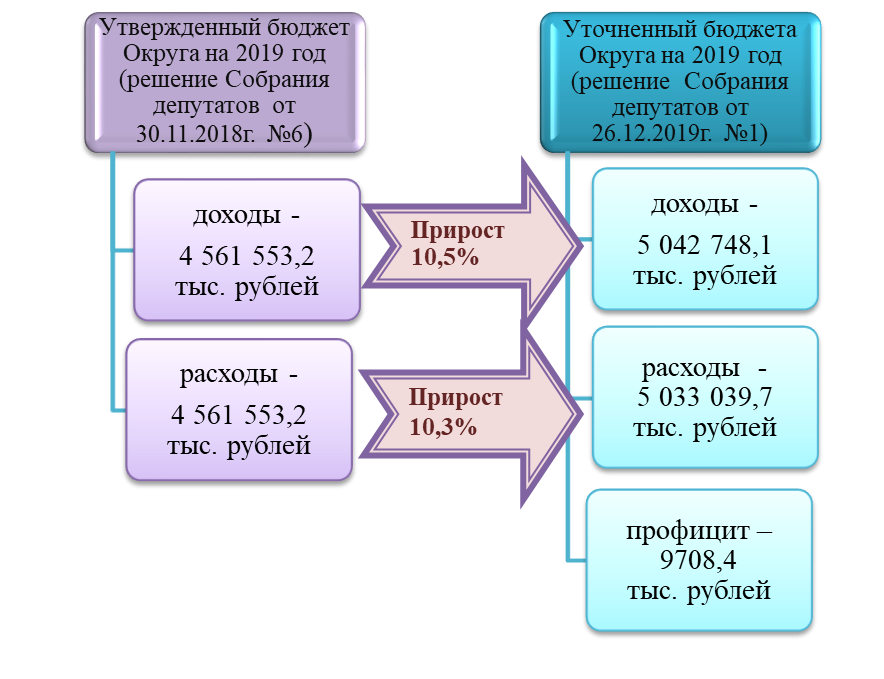 Утвержденный бюджет
Округа на 2019 год
(решение Собрания
депутатов от
30.11.2018г. №6)
доходы -
4 561 553,2
тыс. рублей
расходы -
4 561 553,2
тыс. рублей
Прирост
10,5%
Прирост
10,3%
Уточненный бюджета
Округа на 2019 год
(решение Собрания
депутатов от
26.12.2019г. №1)
доходы -
5 042 748,1
тыс. рублей
расходы -
5 033 039,7
тыс. рублей
профицит –
9708,4
тыс. рублей